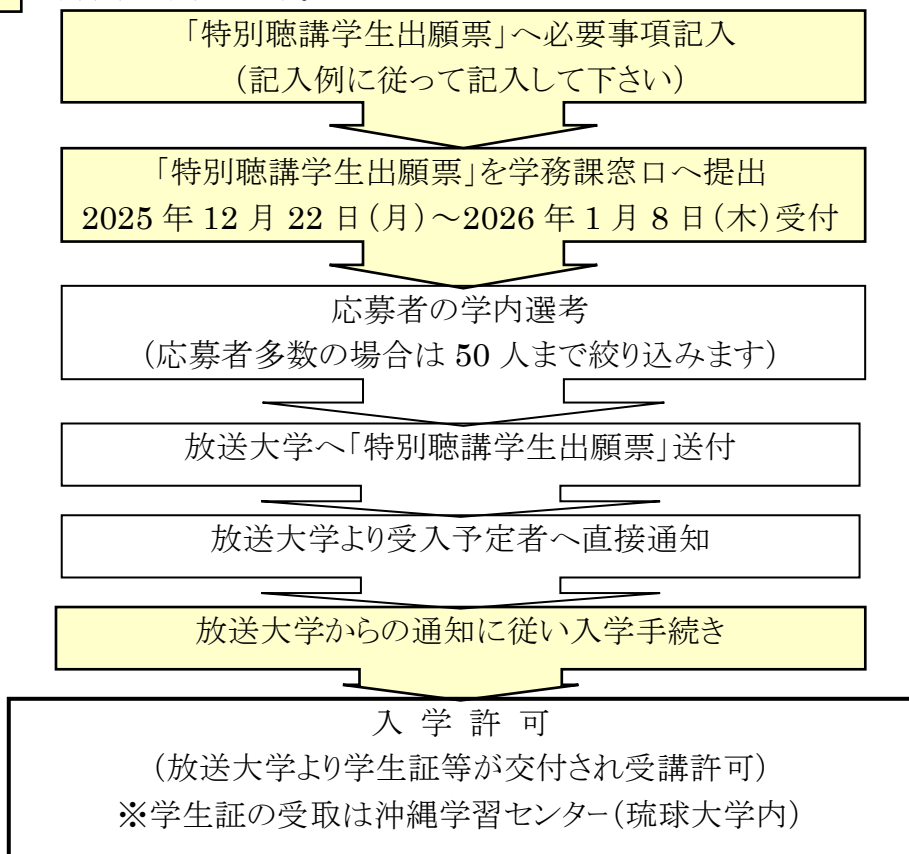 「特別聴講学生出願票」へ必要事項記入
（記入例に従って記入して下さい）
「特別聴講学生出願票」を学務課窓口へ提出
2025 年 12 月 22 日（月）～2026 年 1 月 8 日（木）受付
応募者の学内選考
（応募者多数の場合は 50 人まで絞り込みます）
放送大学へ「特別聴講学生出願票」送付
放送大学より受入予定者へ直接通知
放送大学からの通知に従い入学手続き
入 学 許 可
（放送大学より学生証等が交付され受講許可）
※学生証の受取は沖縄学習センター（琉球大学内）